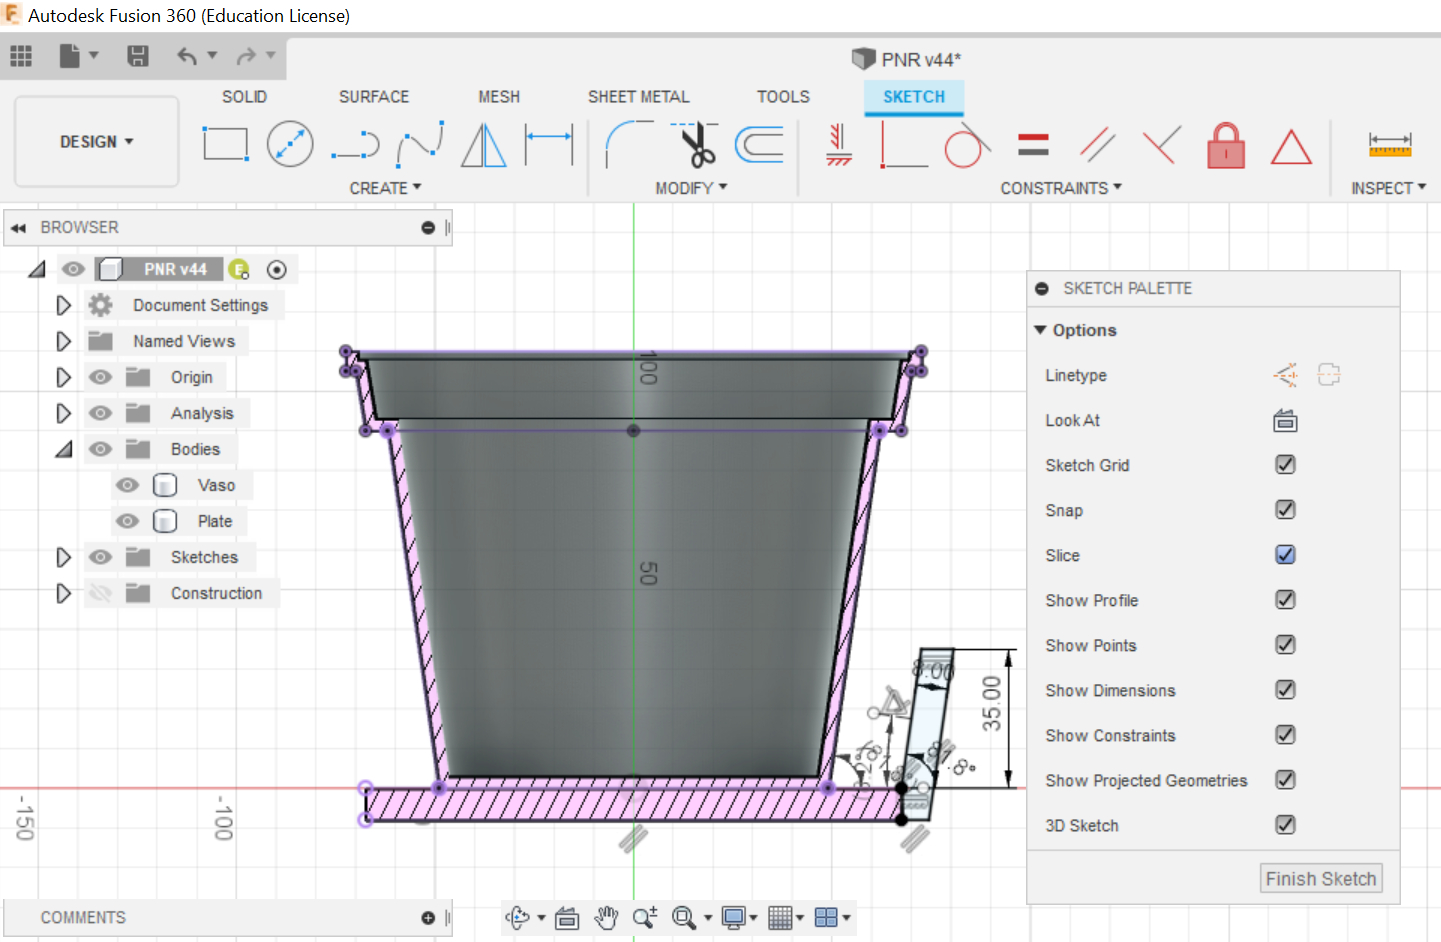 Autodesk Fusion 360 (Education License)
PNR v44*
SOLID
SURFACE
MESH
SHEET METAL
TOOLS
SKETCH
DESIGN
CREATE
MODIFY
CONSTRAINTS
INSPECT
BROWSER
PNR v44
Document Settings
Named Views
Origin
Analysis
Bodies
Vaso
Plate
Sketches
Construction
100
50
-150
-100
8.00
35.00
SKETCH PALETTE
Options
Linetype
Look At
Sketch Grid
Snap
Slice
Show Profile
Show Points
Show Dimensions
Show Constraints
Show Projected Geometries
3D Sketch
Finish Sketch
COMMENTS